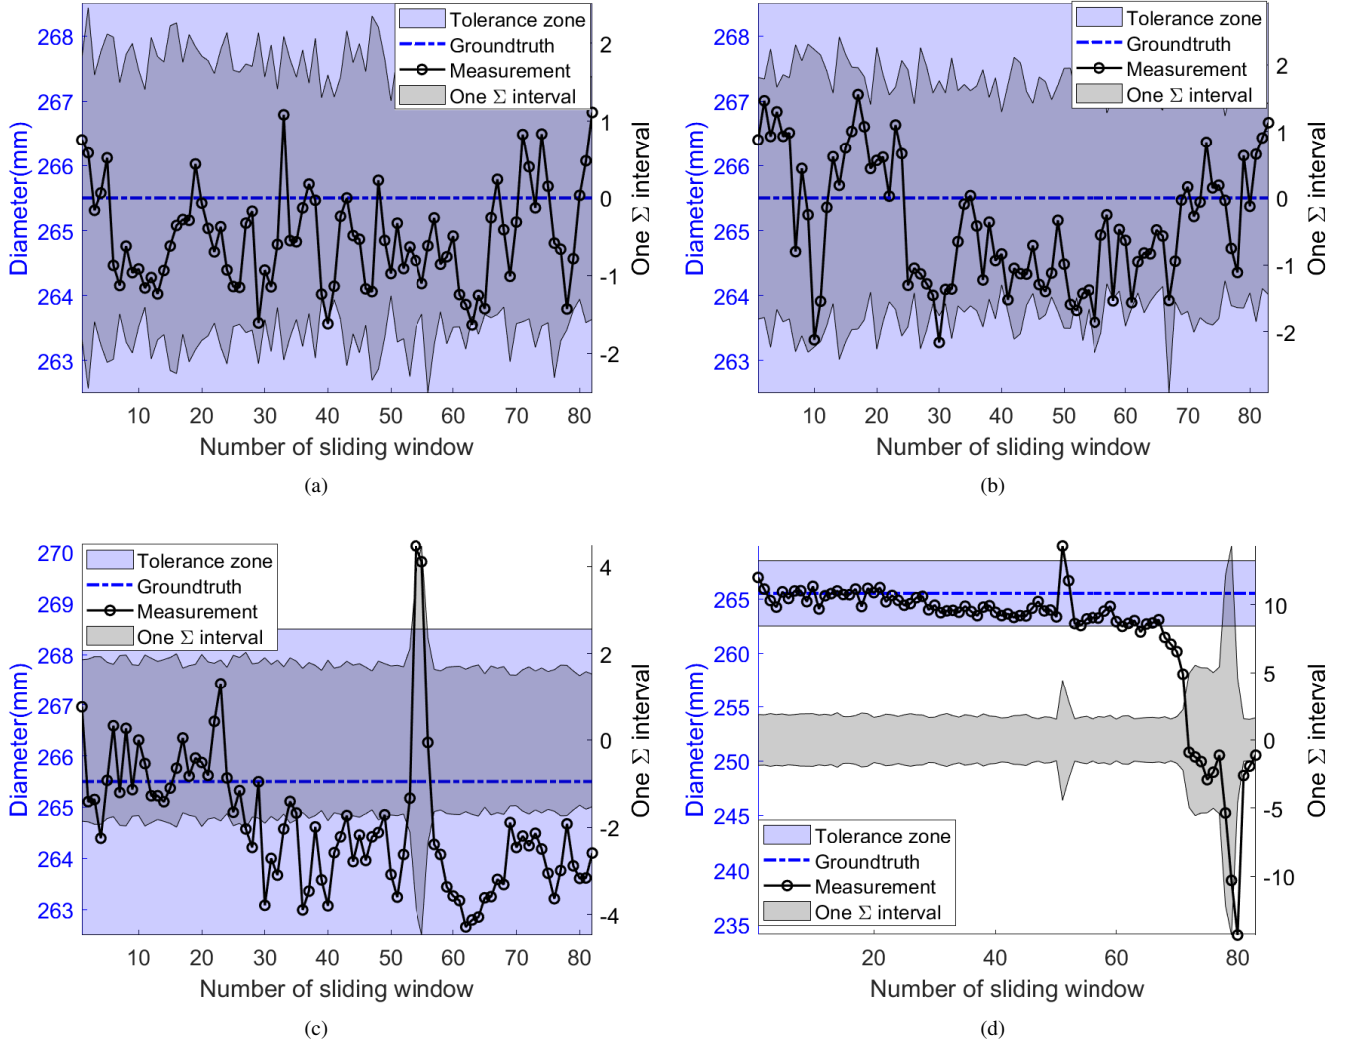 268
267
266
265
264
263
Diameter(mm)
Tolerance zone
Groundtruth
Measurement
One Σ interval
2
1
0
-1
-2
One Σ interval
10 20 30 40 50 60 70 80
Number of sliding window
(a)
268
267
266
265
264
263
Diameter(mm)
Tolerance zone
Groundtruth
Measurement
One Σ interval
2
1
0
-1
-2
One Σ interval
10 20 30 40 50 60 70 80
Number of sliding window
(b)
270
269
268
267
266
265
264
263
Diameter(mm)
Tolerance zone
Groundtruth
Measurement
One Σ interval
4
2
0
-2
-4
One Σ interval
10 20 30 40 50 60 70 80
Number of sliding window
(c)
265
260
255
250
245
240
235
Diameter(mm)
Tolerance zone
Groundtruth
Measurement
One Σ interval
10
5
0
-5
-10
One Σ interval
20 40 60 80
Number of sliding window
(d)